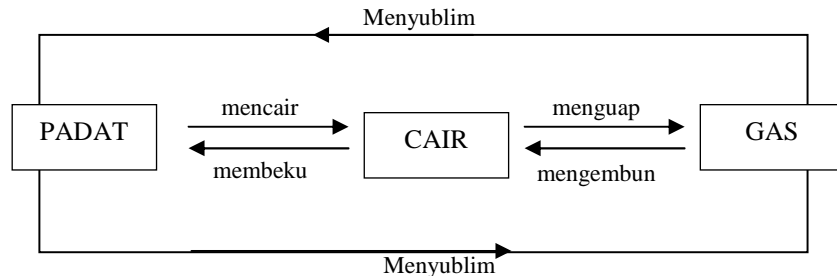 Menyublim
mencair
menguap
PADAT
CAIR
GAS
membeku
mengembun
Menyublim